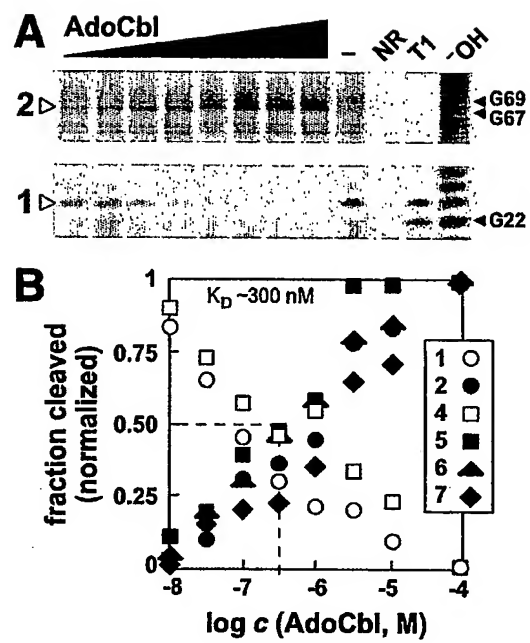 A
AdoCbl
–
NR
T1
-OH
2
G69
G67
1
G22
B
KD ~300 nM
1
0.75
0.50
0.25
0
fraction cleaved
(normalized)
-8
-7
-6
-5
-4
log c (AdoCbl, M)
1
2
4
5
6
7